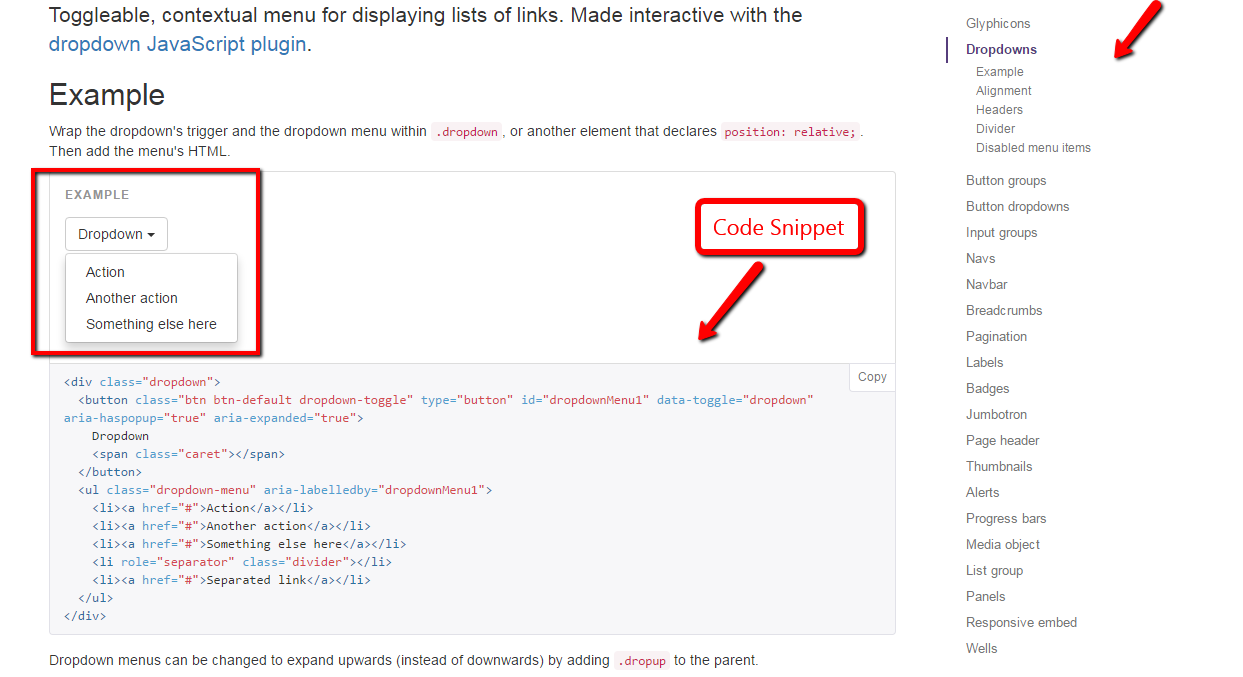 Toggleable, contextual menu for displaying lists of links. Made interactive with the
dropdown JavaScript plugin.
Example
Wrap the dropdown's trigger and the dropdown menu within .dropdown, or another element that declares position: relative;.
Then add the menu's HTML.
EXAMPLE
Dropdown
Action
Another action
Something else here
Code Snippet
Copy
<div class="dropdown">
  <button class="btn btn-default dropdown-toggle" type="button" id="dropdownMenu1" data-toggle="dropdown"
aria-haspopup="true" aria-expanded="true">
    Dropdown
    <span class="caret"></span>
  </button>
  <ul class="dropdown-menu" aria-labelledby="dropdownMenu1">
    <li><a href="#">Action</a></li>
    <li><a href="#">Another action</a></li>
    <li><a href="#">Something else here</a></li>
    <li role="separator" class="divider"></li>
    <li><a href="#">Separated link</a></li>
  </ul>
</div>
Dropdown menus can be changed to expand upwards (instead of downwards) by adding .dropup to the parent.
Glyphicons
Dropdowns
Example
Alignment
Headers
Divider
Disabled menu items
Button groups
Button dropdowns
Input groups
Navs
Navbar
Breadcrumbs
Pagination
Labels
Badges
Jumbotron
Page header
Thumbnails
Alerts
Progress bars
Media object
List group
Panels
Responsive embed
Wells